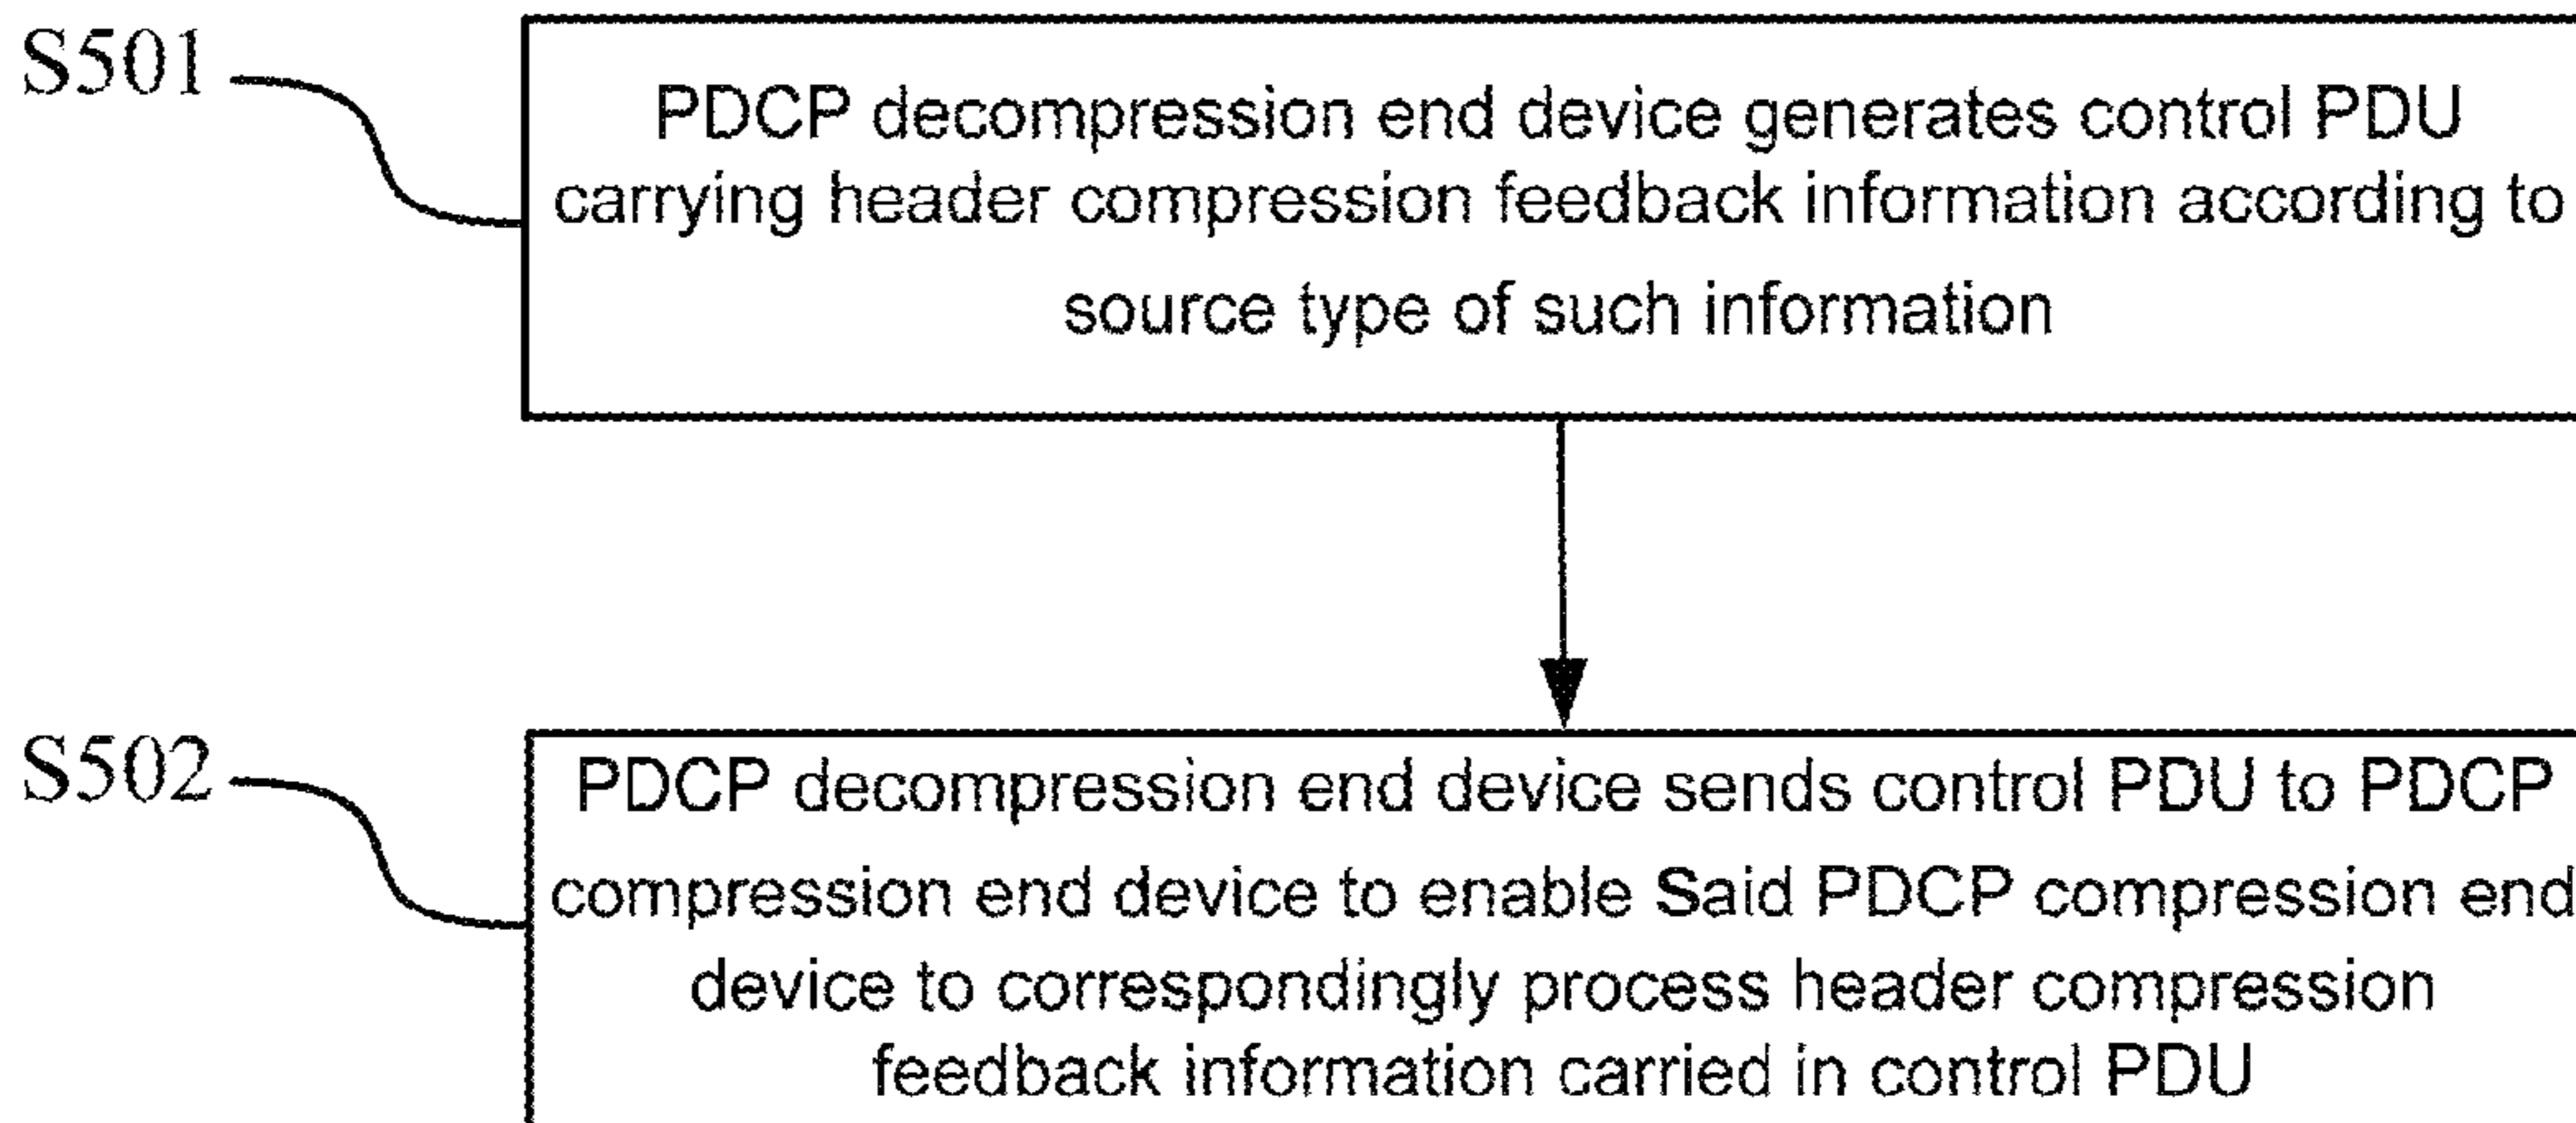 S501
PDCP decompression end device generates control PDU
carrying header compression feedback information according to
source type of such information
S502
PDCP decompression end device sends control PDU to PDCP
compression end device to enable Said PDCP compression end
device to correspondingly process header compression
feedback information carried in control PDU